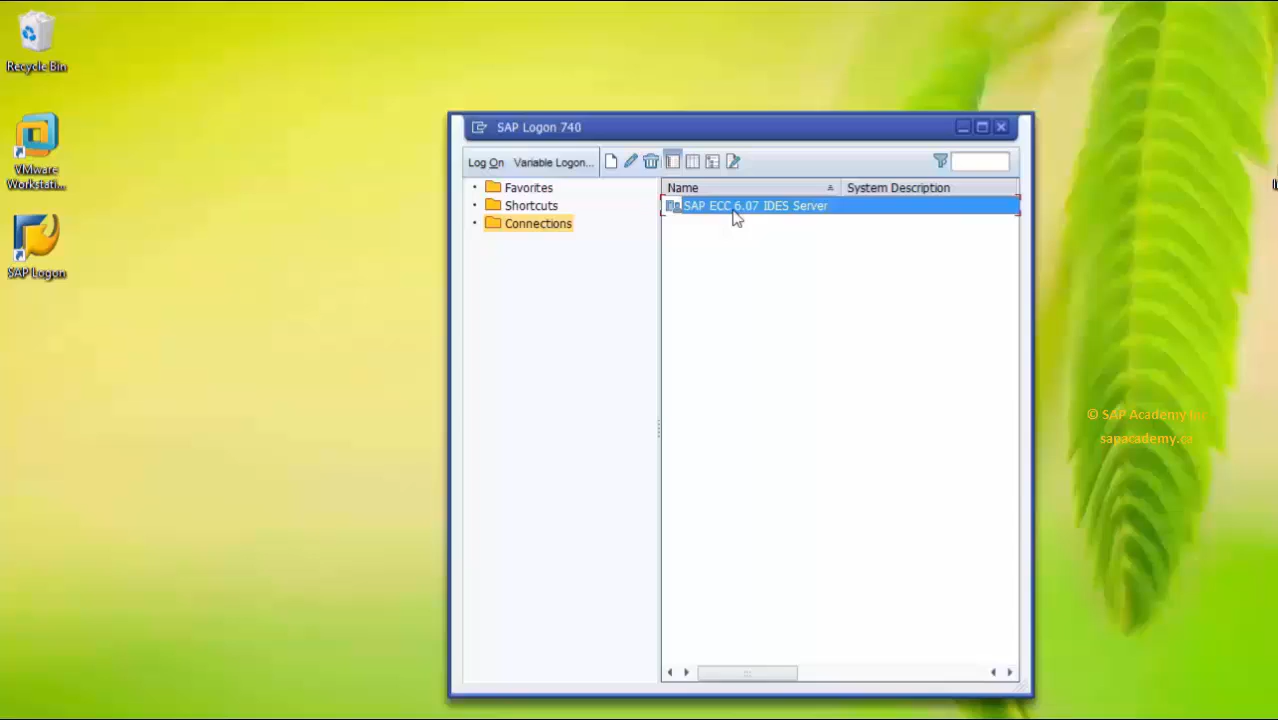 Recycle Bin
VMware
Workstati...
SAP Logon
SAP Logon 740
Log On Variable Logon...
Favorites
Shortcuts
Connections
Name System Description
SAP ECC 6.07 IDES Server
© SAP Academy Inc
sapacademy.ca